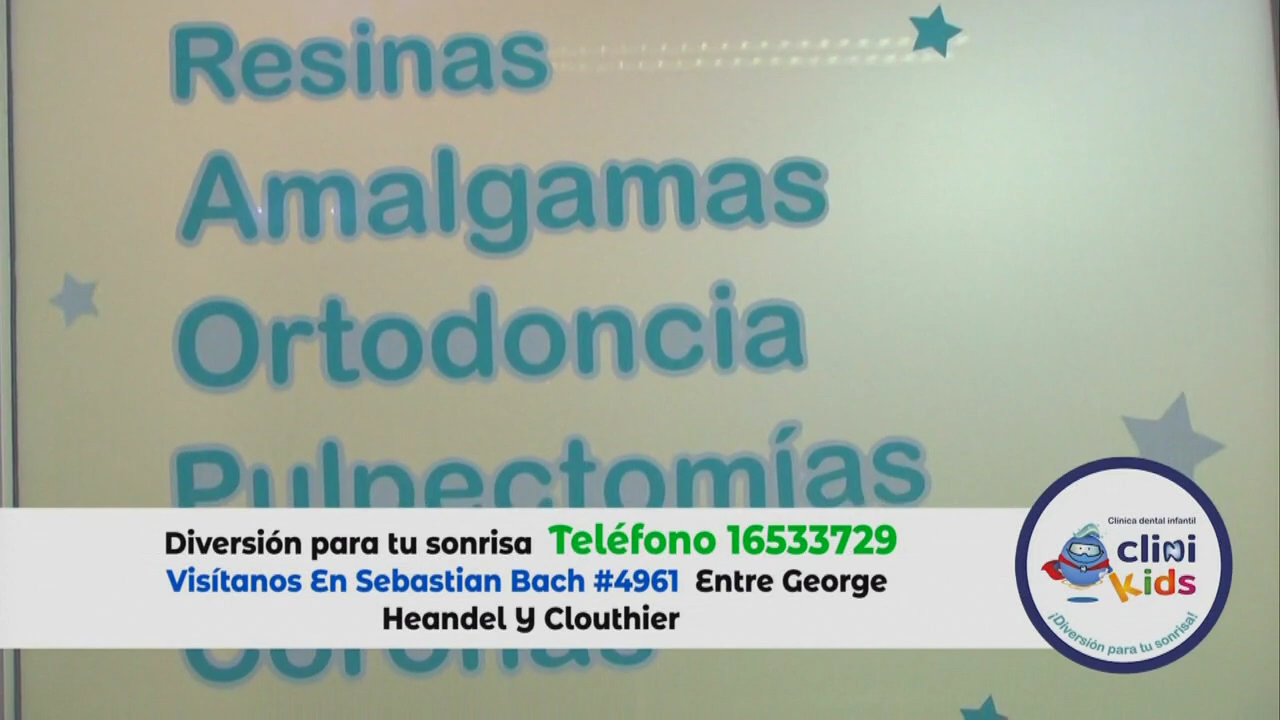 Resinas
Amalgamas
Ortodoncia
Pulpectomías
Coronas
Diversión para tu sonrisa Teléfono 16533729
Visítanos En Sebastian Bach #4961 Entre George
Heandel Y Clouthier
Clínica dental infantil
clini
Kids
¡Diversión para tu sonrisa!